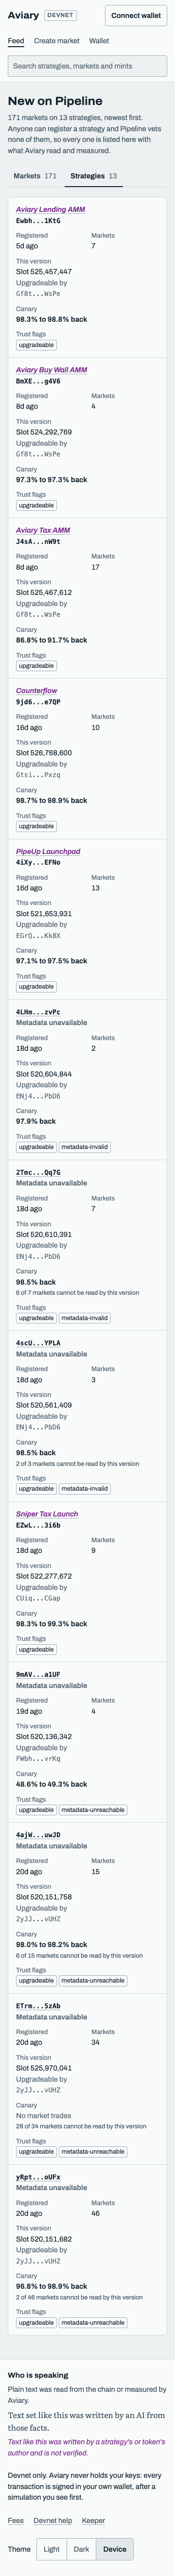 Aviary DEVNET
Connect wallet
Feed Create market Wallet
Search strategies, markets and mints
New on Pipeline
171 markets on 13 strategies, newest first.
Anyone can register a strategy and Pipeline vets
none of them, so every one is listed here with
what Aviary read and measured.
Markets 171 Strategies 13
Aviary Lending AMM
Ewbh...1KtG
Registered Markets
5d ago 7
This version
Slot 525,457,447
Upgradeable by
Gf8t...WsPe
Canary
98.3% to 98.8% back
Trust flags
upgradeable
Aviary Buy Wall AMM
BmXE...g4V6
Registered Markets
8d ago 4
This version
Slot 524,292,769
Upgradeable by
Gf8t...WsPe
Canary
97.3% to 97.3% back
Trust flags
upgradeable
Aviary Tax AMM
J4sA...nW9t
Registered Markets
8d ago 17
This version
Slot 525,467,612
Upgradeable by
Gf8t...WsPe
Canary
86.8% to 91.7% back
Trust flags
upgradeable
Counterflow
9jd6...e7QP
Registered Markets
16d ago 10
This version
Slot 526,768,600
Upgradeable by
Gtsi...Pxzq
Canary
98.7% to 98.9% back
Trust flags
upgradeable
PipeUp Launchpad
4iXy...EFNo
Registered Markets
16d ago 13
This version
Slot 521,653,931
Upgradeable by
EGrQ...Kk8X
Canary
97.1% to 97.5% back
Trust flags
upgradeable
4LHm...zvPc
Metadata unavailable
Registered Markets
18d ago 2
This version
Slot 520,604,844
Upgradeable by
ENj4...PbD6
Canary
97.9% back
Trust flags
upgradeable metadata-invalid
2Tmc...Qq7G
Metadata unavailable
Registered Markets
18d ago 7
This version
Slot 520,610,391
Upgradeable by
ENj4...PbD6
Canary
98.5% back
6 of 7 markets cannot be read by this version
Trust flags
upgradeable metadata-invalid
4scU...YPLA
Metadata unavailable
Registered Markets
18d ago 3
This version
Slot 520,561,409
Upgradeable by
ENj4...PbD6
Canary
98.5% back
2 of 3 markets cannot be read by this version
Trust flags
upgradeable metadata-invalid
Sniper Tax Launch
EZwL...3i6b
Registered Markets
18d ago 9
This version
Slot 522,277,672
Upgradeable by
CUiq...CGap
Canary
98.3% to 99.3% back
Trust flags
upgradeable
9mAV...a1UF
Metadata unavailable
Registered Markets
19d ago 4
This version
Slot 520,136,342
Upgradeable by
FWbh...vrKq
Canary
48.6% to 49.3% back
Trust flags
upgradeable metadata-unreachable
4ajW...uwJD
Metadata unavailable
Registered Markets
20d ago 15
This version
Slot 520,151,758
Upgradeable by
2yJJ...vUHZ
Canary
98.0% to 98.2% back
6 of 15 markets cannot be read by this version
Trust flags
upgradeable metadata-unreachable
ETrm...5zAb
Metadata unavailable
Registered Markets
20d ago 34
This version
Slot 525,970,041
Upgradeable by
2yJJ...vUHZ
Canary
No market trades
28 of 34 markets cannot be read by this version
Trust flags
upgradeable metadata-unreachable
yRpt...oUFx
Metadata unavailable
Registered Markets
20d ago 46
This version
Slot 520,151,682
Upgradeable by
2yJJ...vUHZ
Canary
96.8% to 98.9% back
2 of 46 markets cannot be read by this version
Trust flags
upgradeable metadata-unreachable
Who is speaking
Plain text was read from the chain or measured by
Aviary.
Text set like this was written by an AI from
those facts.
Text like this was written by a strategy's or token's
author and is not verified.
Devnet only. Aviary never holds your keys: every
transaction is signed in your own wallet, after a
simulation you see first.
Fees Devnet help Keeper
Theme Light Dark Device